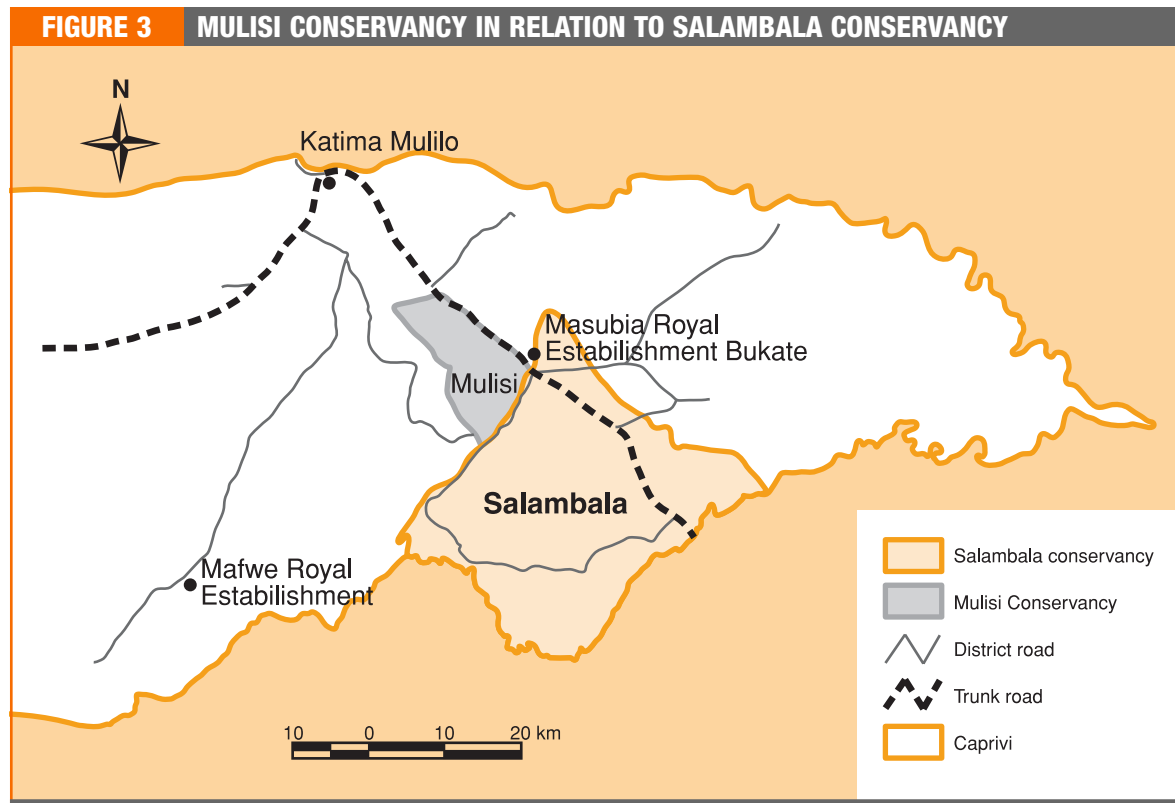 FIGURE 3 MULISI CONSERVANCY IN RELATION TO SALAMBALA CONSERVANCY
N
Katima Mulilo
Masubia Royal
Estabilishment Bukate
Mulisi
Salambala
Mafwe Royal
Estabilishment
Salambala conservancy
Mulisi Conservancy
District road
Trunk road
Caprivi
10 0 10 20 km